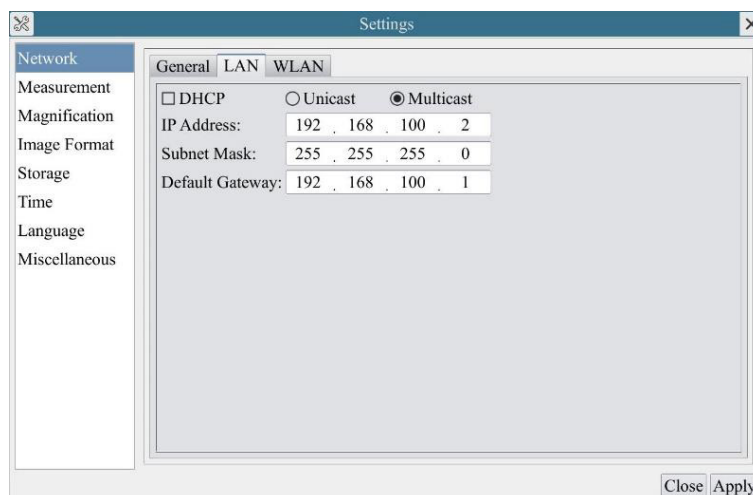 Settings
Network
Measurement
Magnification
Image Format
Storage
Time
Language
Miscellaneous
General LAN WLAN
DHCP Unicast Multicast
IP Address: 192 . 168 . 100 . 2
Subnet Mask: 255 . 255 . 255 . 0
Default Gateway: 192 . 168 . 100 . 1
Close Apply